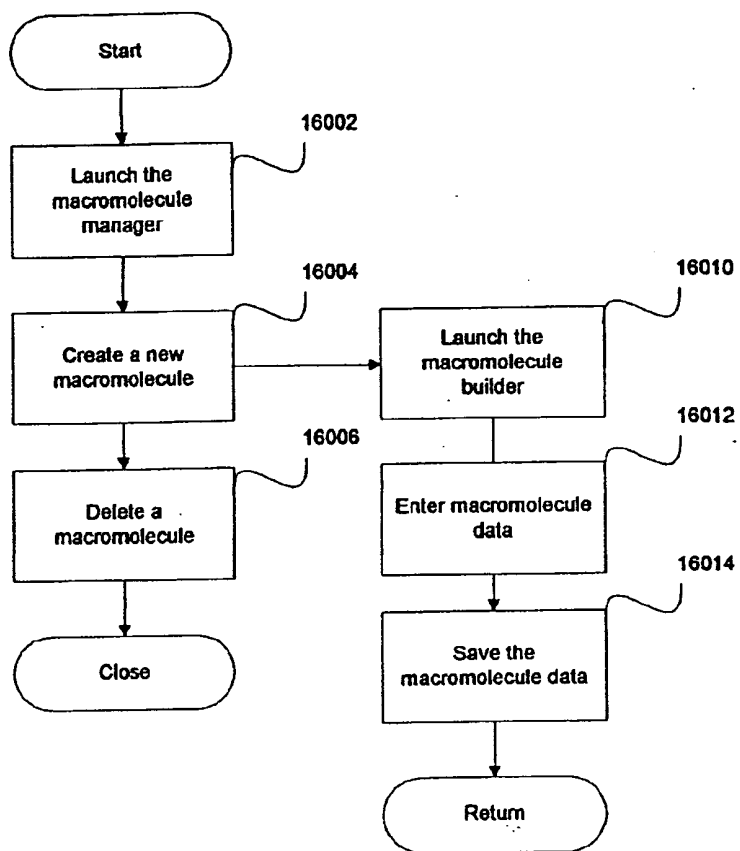 Start
16002
Launch the
macromolecule
manager
16004
Create a new
macromolecule
16006
Delete a
macromolecule
Close
16010
Launch the
macromolecule
builder
16012
Enter macromolecule
data
16014
Save the
macromolecule data
Return